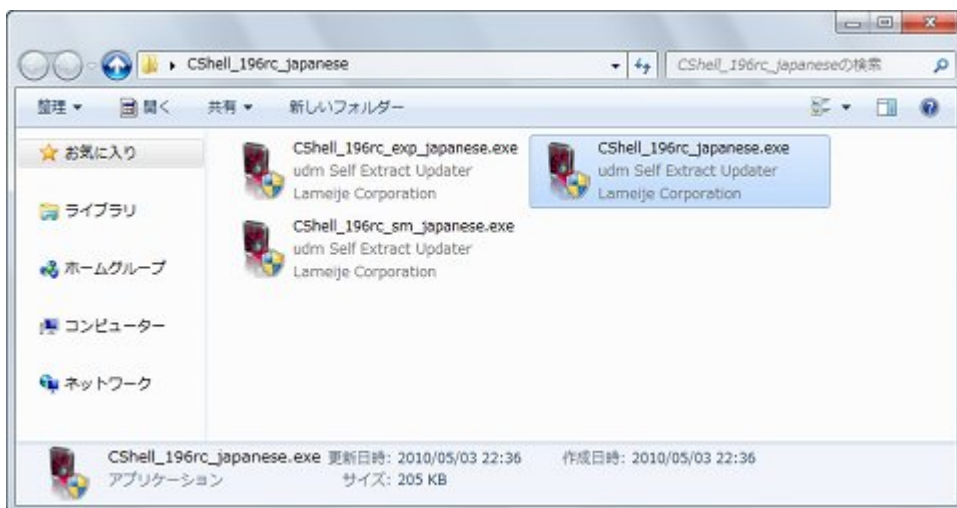 CShell_196rc_japanese
CShell_196rc_japaneseの検索
整理 開く 共有 新しいフォルダー
お気に入り
ライブラリ
ホームグループ
コンピューター
ネットワーク
CShell_196rc_exp_japanese.exe
udm Self Extract Updater
Lameije Corporation
CShell_196rc_japanese.exe
udm Self Extract Updater
Lameije Corporation
CShell_196rc_sm_japanese.exe
udm Self Extract Updater
Lameije Corporation
CShell_196rc_japanese.exe 更新日時: 2010/05/03 22:36 作成日時: 2010/05/03 22:36
アプリケーション サイズ: 205 KB